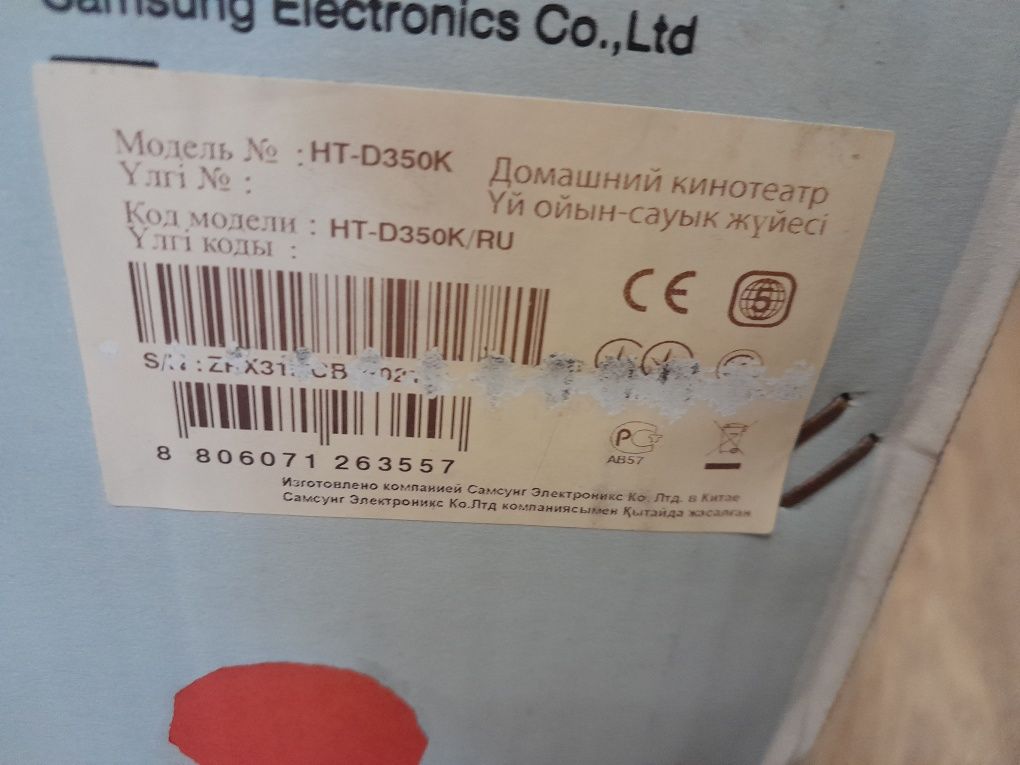 Samsung Electronics Co.,Ltd
Модель № : HT-D350K
Үлгі № :
Домашний кинотеатр
Үй ойын-сауық жүйесі
Код модели : HT-D350K/RU
Үлгі коды :
CE
5
S/N :
8 806071 263557
АВ57
Изготовлено компанией Самсунг Электроникс Ко. Лтд. в Китае
Самсунг Электроникс Ко.Лтд компаниясымен Қытайда жасалған